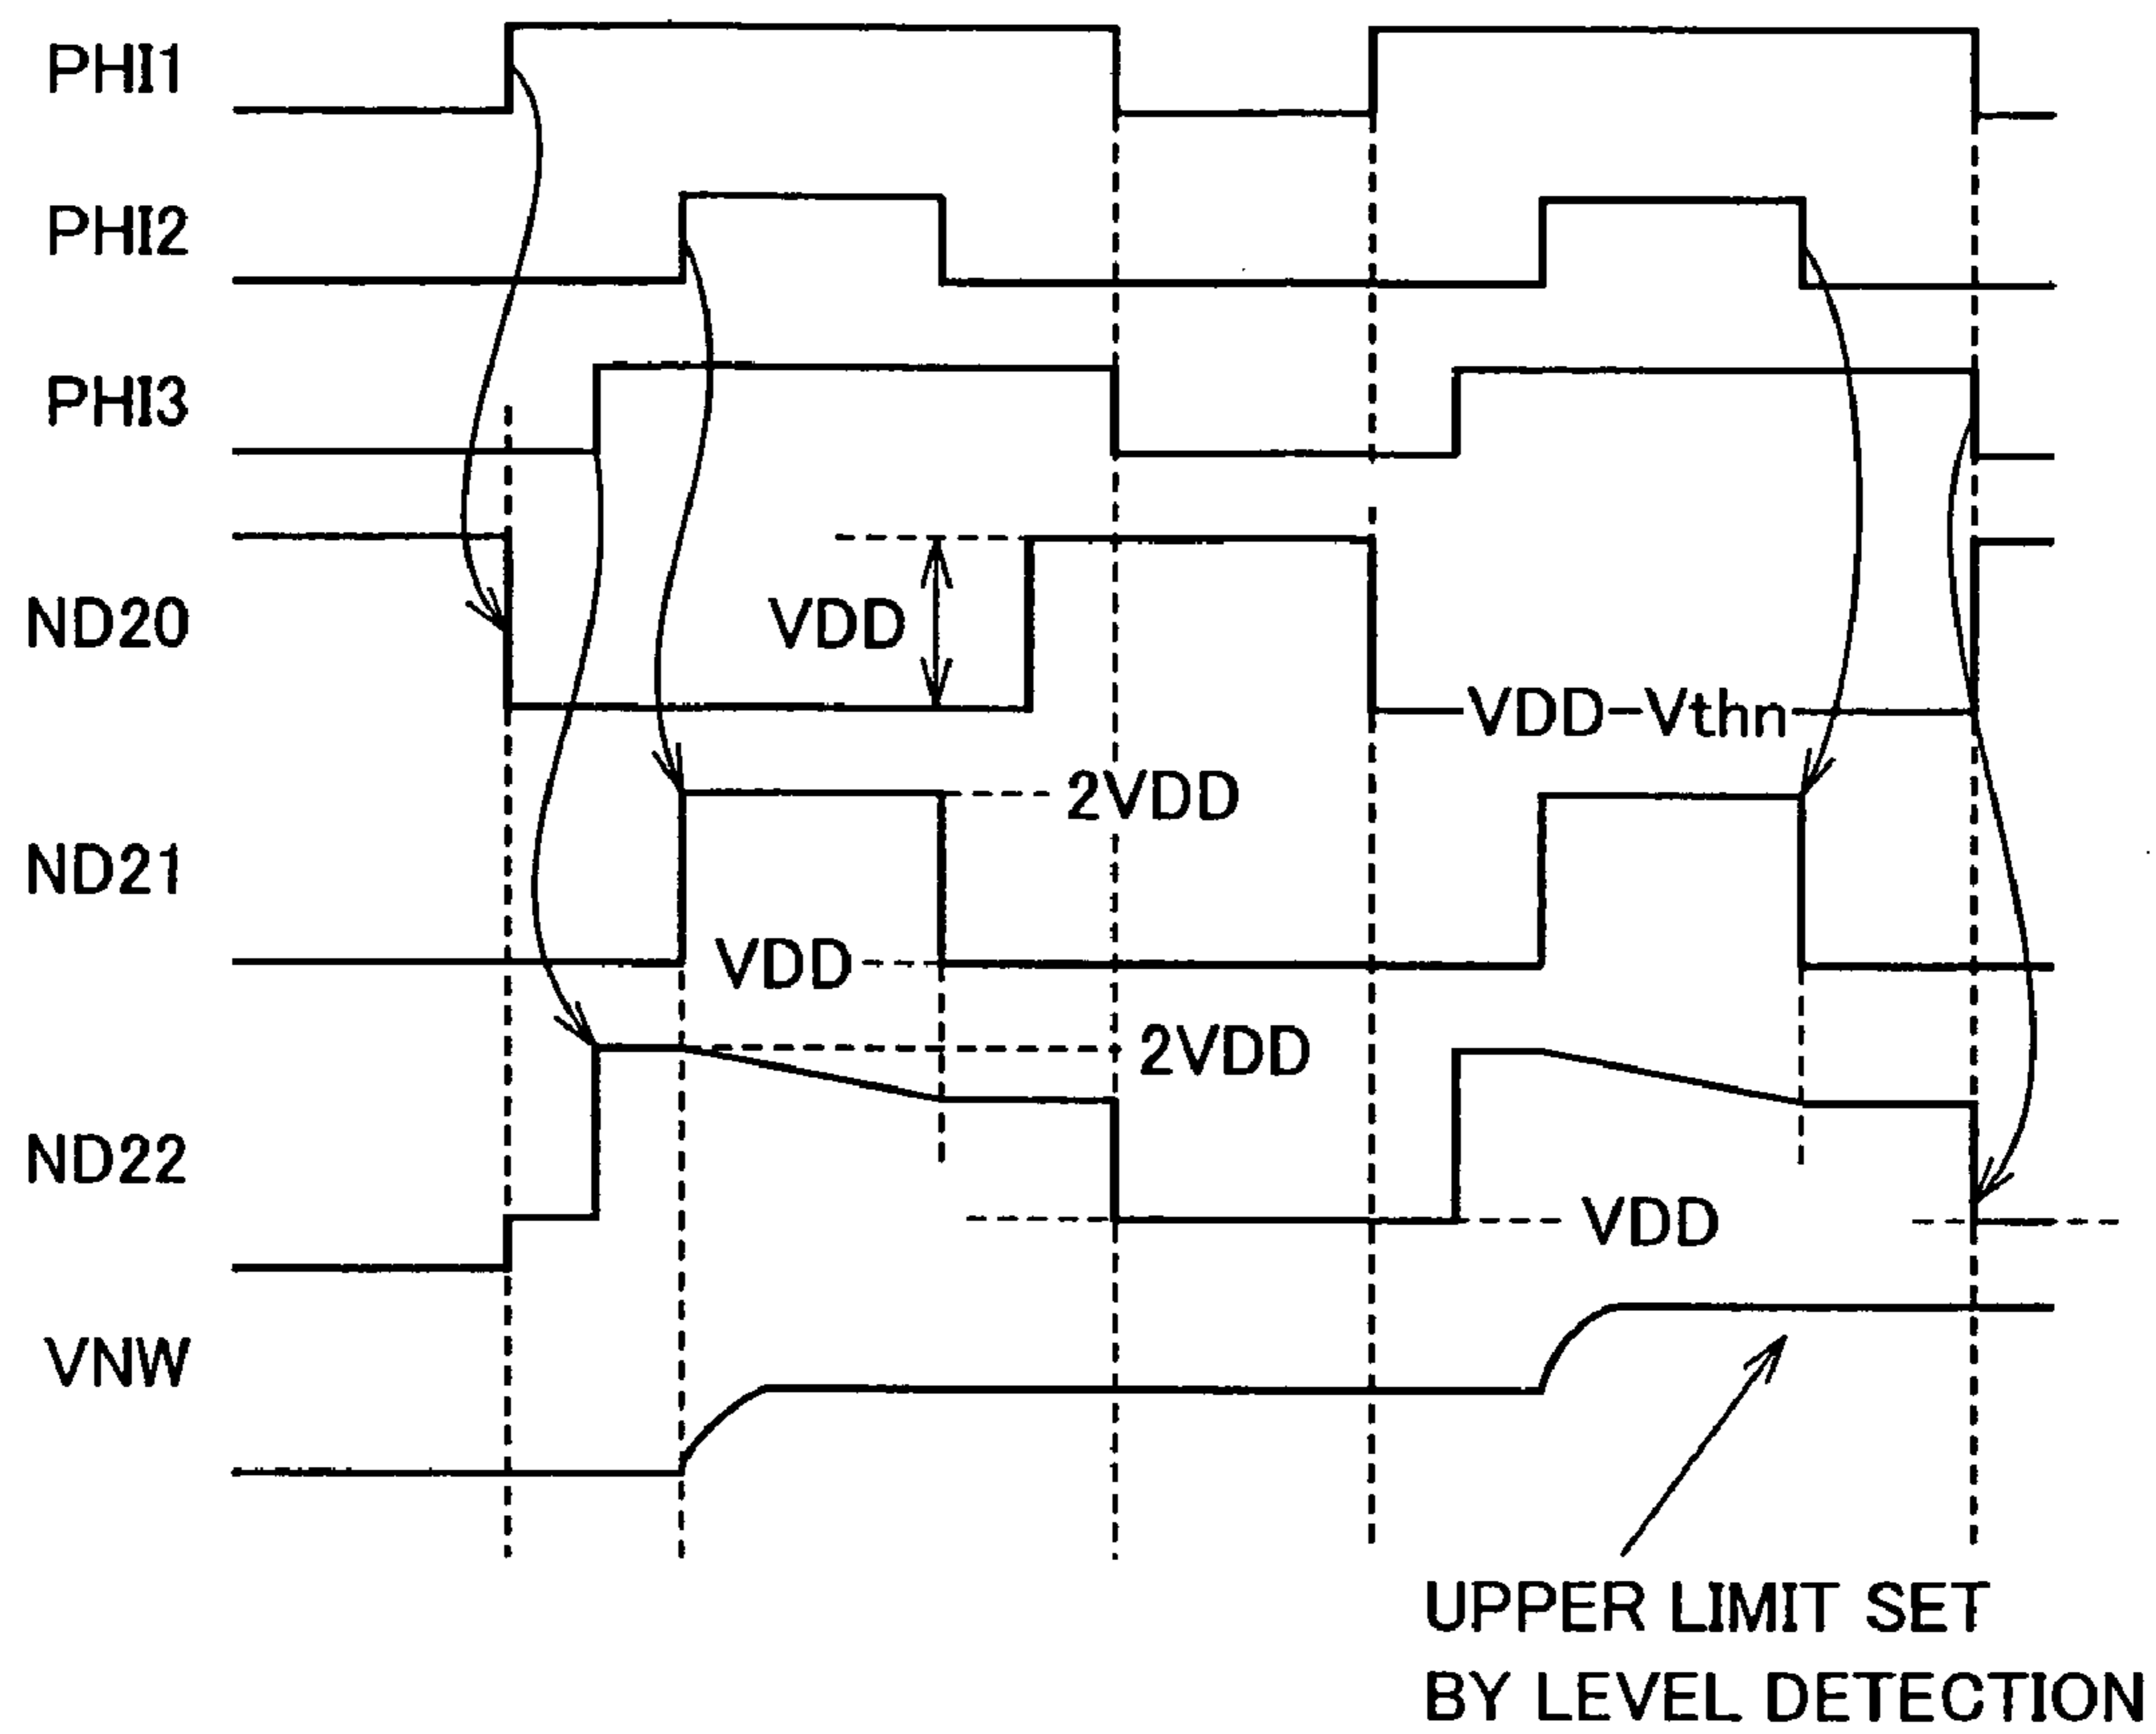 PHI1
PHI2
PHI3
ND20
VDD
VDD-Vthn
2VDD
ND21
VDD
2VDD
ND22
VDD
VNW
UPPER LIMIT SET
BY LEVEL DETECTION